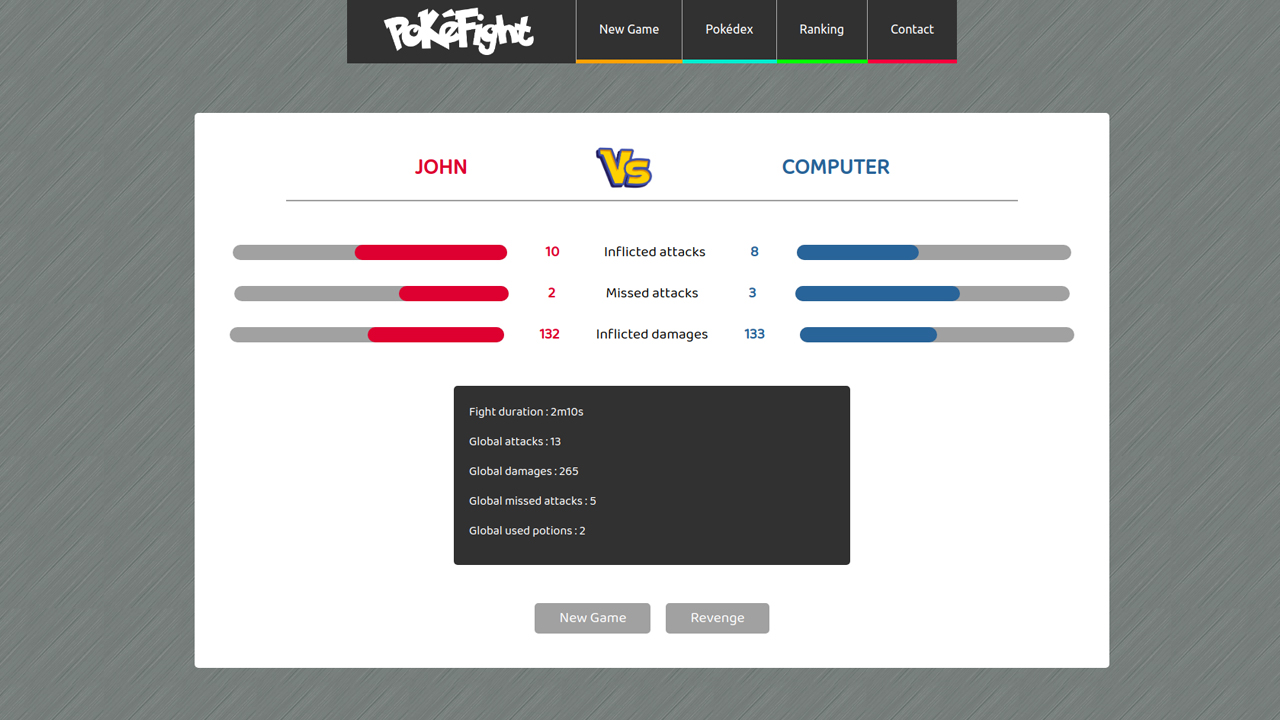 PoKéFight
New Game
Pokédex
Ranking
Contact
JOHN
Vs
COMPUTER
10 Inflicted attacks 8
2 Missed attacks 3
132 Inflicted damages 133
Fight duration : 2m10s
Global attacks : 13
Global damages : 265
Global missed attacks : 5
Global used potions : 2
New Game
Revenge